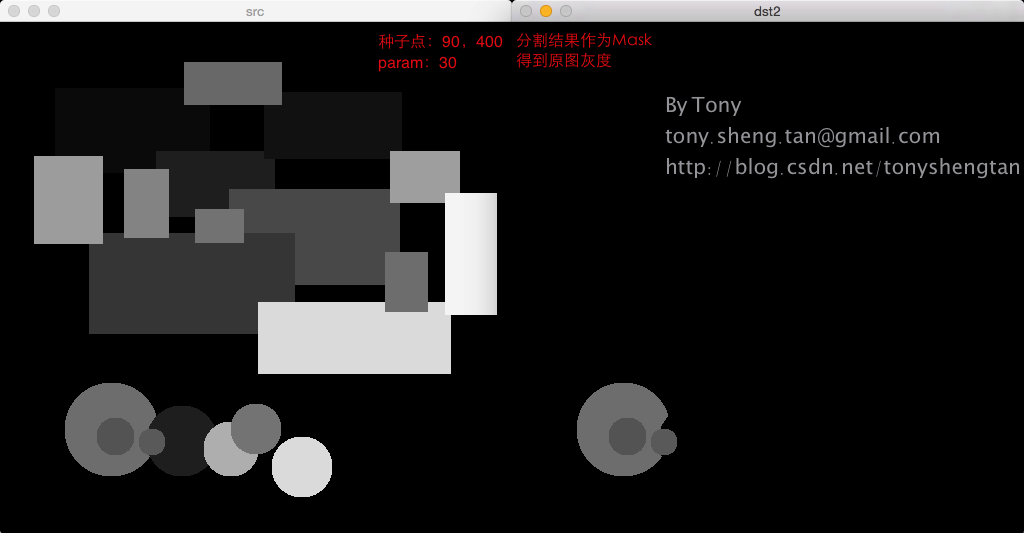 src
dst2
种子点：90，400
param：30
分割结果作为Mask
得到原图灰度
By Tony
tony.sheng.tan@gmail.com
http://blog.csdn.net/tonyshengtan